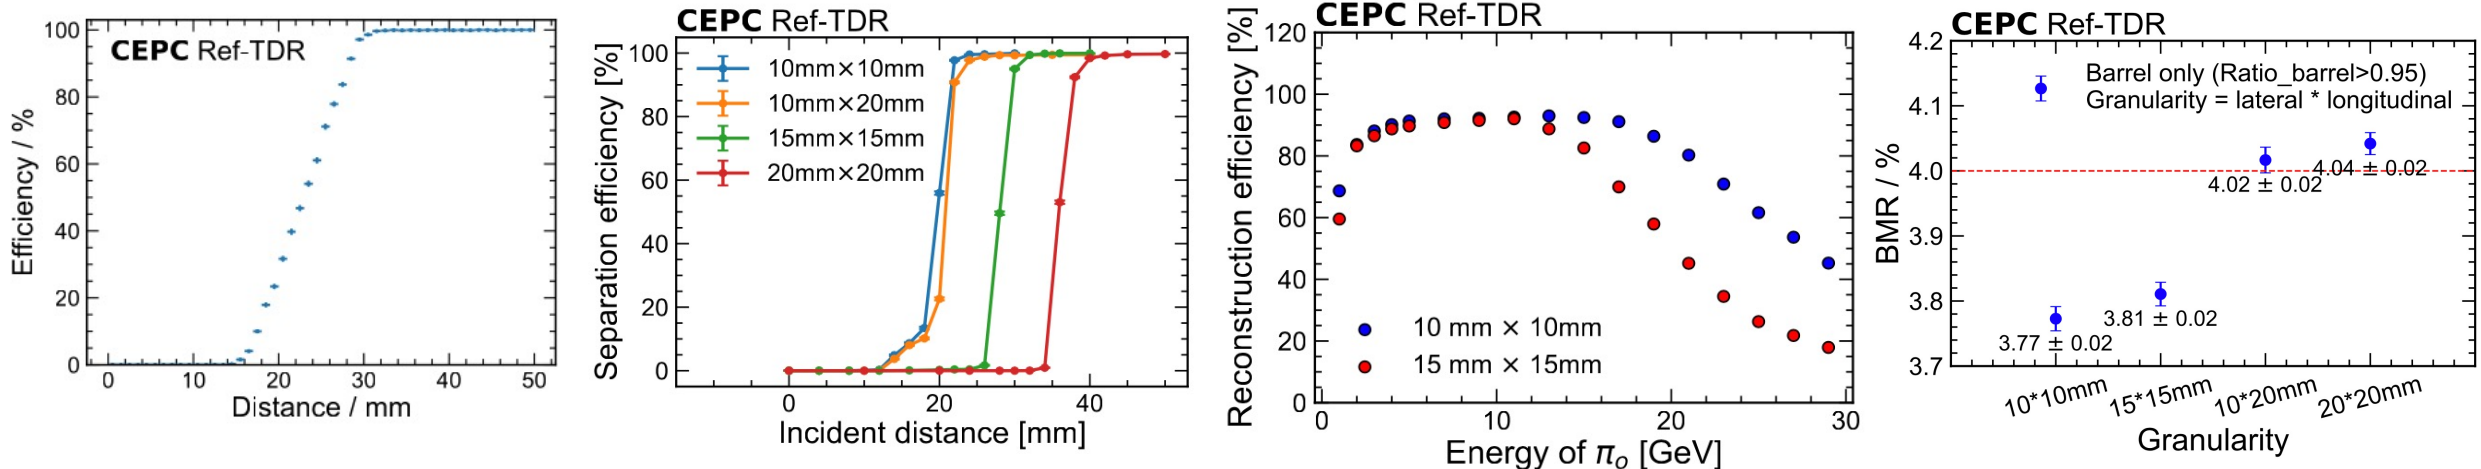 CEPC Ref-TDR
Efficiency / %
100
80
60
40
20
0
0 10 20 30 40 50
Distance / mm
CEPC Ref-TDR
Separation efficiency [%]
100
80
60
40
20
0
10mm×10mm
10mm×20mm
15mm×15mm
20mm×20mm
0 20 40
Incident distance [mm]
CEPC Ref-TDR
Reconstruction efficiency [%]
120
100
80
60
40
20
0
10 mm × 10mm
15 mm × 15mm
0 10 20 30
Energy of π₀ [GeV]
CEPC Ref-TDR
BMR / %
4.2
4.1
4.0
3.9
3.8
3.7
Barrel only (Ratio_barrel>0.95)
Granularity = lateral * longitudinal
4.04 ± 0.02
4.02 ± 0.02
3.81 ± 0.02
3.77 ± 0.02
10*10mm 15*15mm 10*20mm 20*20mm
Granularity